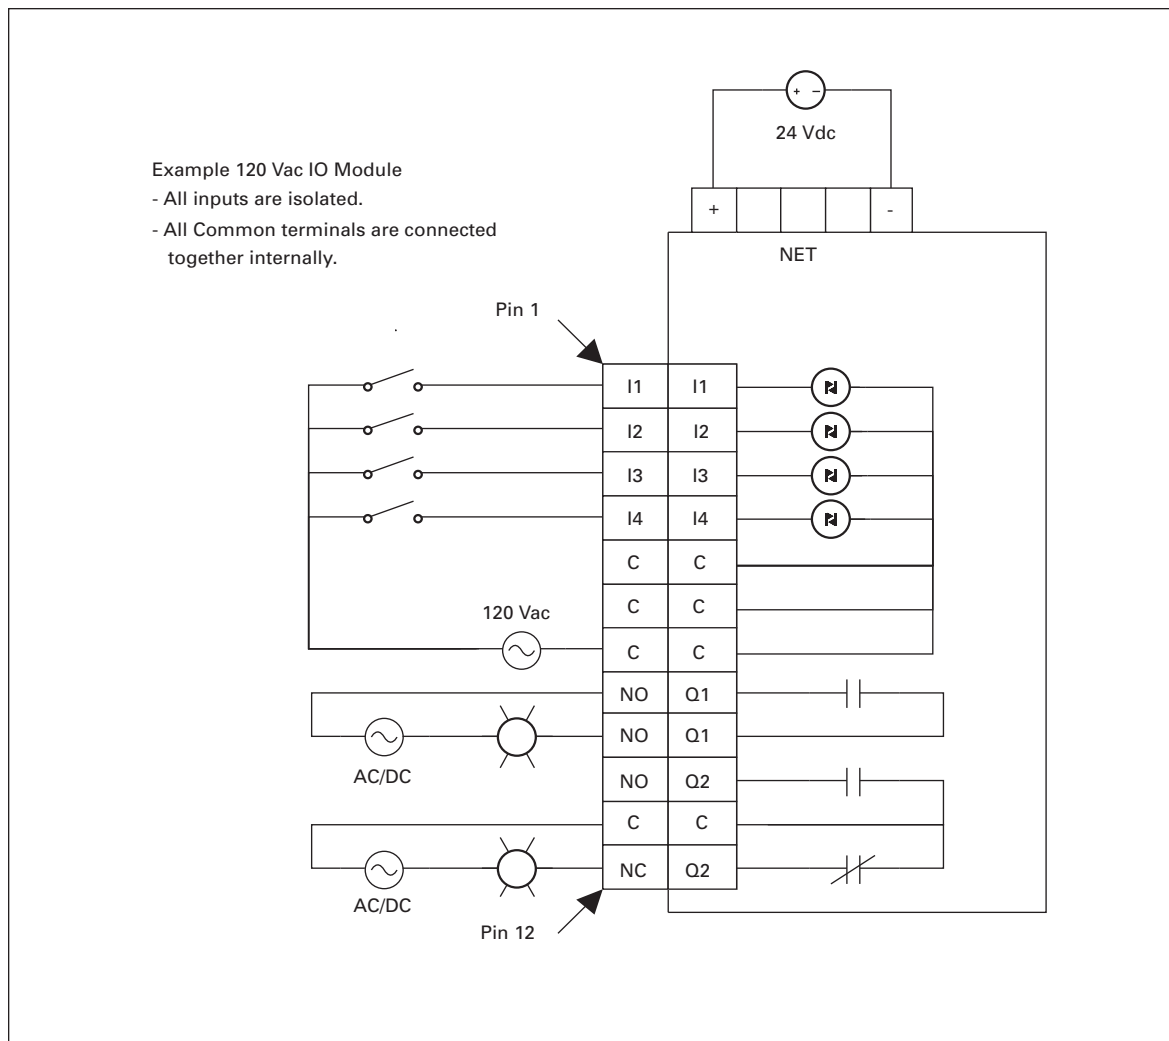 24 Vdc
Example 120 Vac IO Module
- All inputs are isolated.
- All Common terminals are connected
together internally.
+ -
+ -
NET
Pin 1
I1 I1
I2 I2
I3 I3
I4 I4
C C
C C
120 Vac
C C
NO Q1
NO Q1
AC/DC
NO Q2
C C
NC Q2
AC/DC
Pin 12